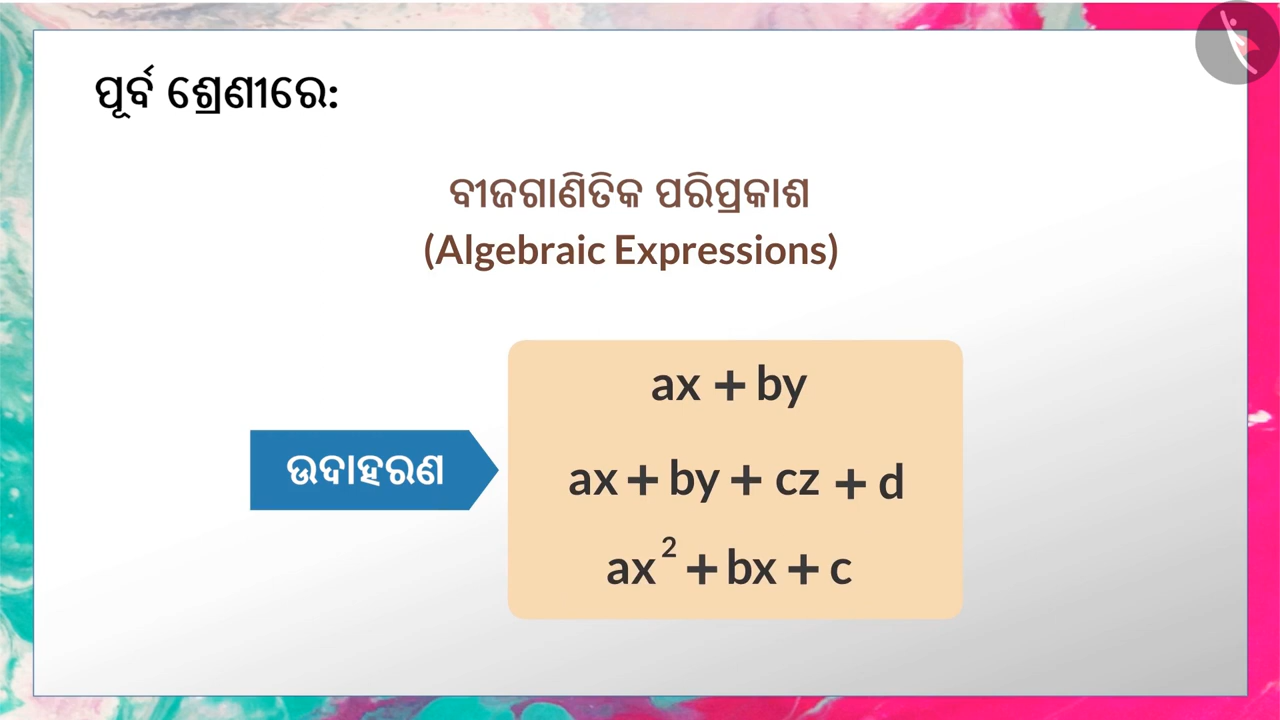 ପୂର୍ବ ଶ୍ରେଣୀରେ:
ବୀଜଗାଣିତିକ ପରିପ୍ରକାଶ
(Algebraic Expressions)
ଉଦାହରଣ
ax + by
ax + by + cz + d
ax² + bx + c